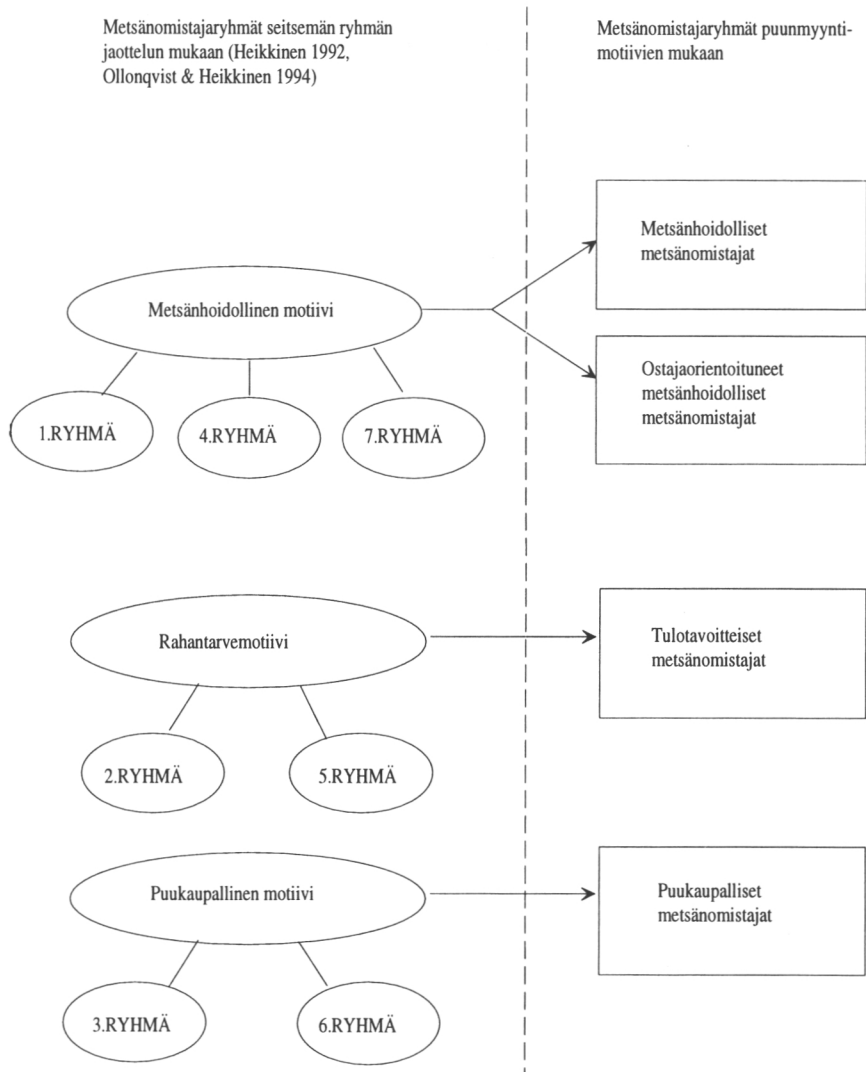 Metsänomistajaryhmät seitsemän ryhmän
jaottelun mukaan (Heikkinen 1992,
Ollonqvist & Heikkinen 1994)
Metsänomistajaryhmät puunmyynti-
motiivien mukaan
Metsänhoidollinen motiivi
1.RYHMÄ
4.RYHMÄ
7.RYHMÄ
Metsänhoidolliset
metsänomistajat
Ostajaorientoituneet
metsänhoidolliset
metsänomistajat
Rahantarvemotiivi
2.RYHMÄ
5.RYHMÄ
Tulotavoitteiset
metsänomistajat
Puukaupallinen motiivi
3.RYHMÄ
6.RYHMÄ
Puukaupalliset
metsänomistajat